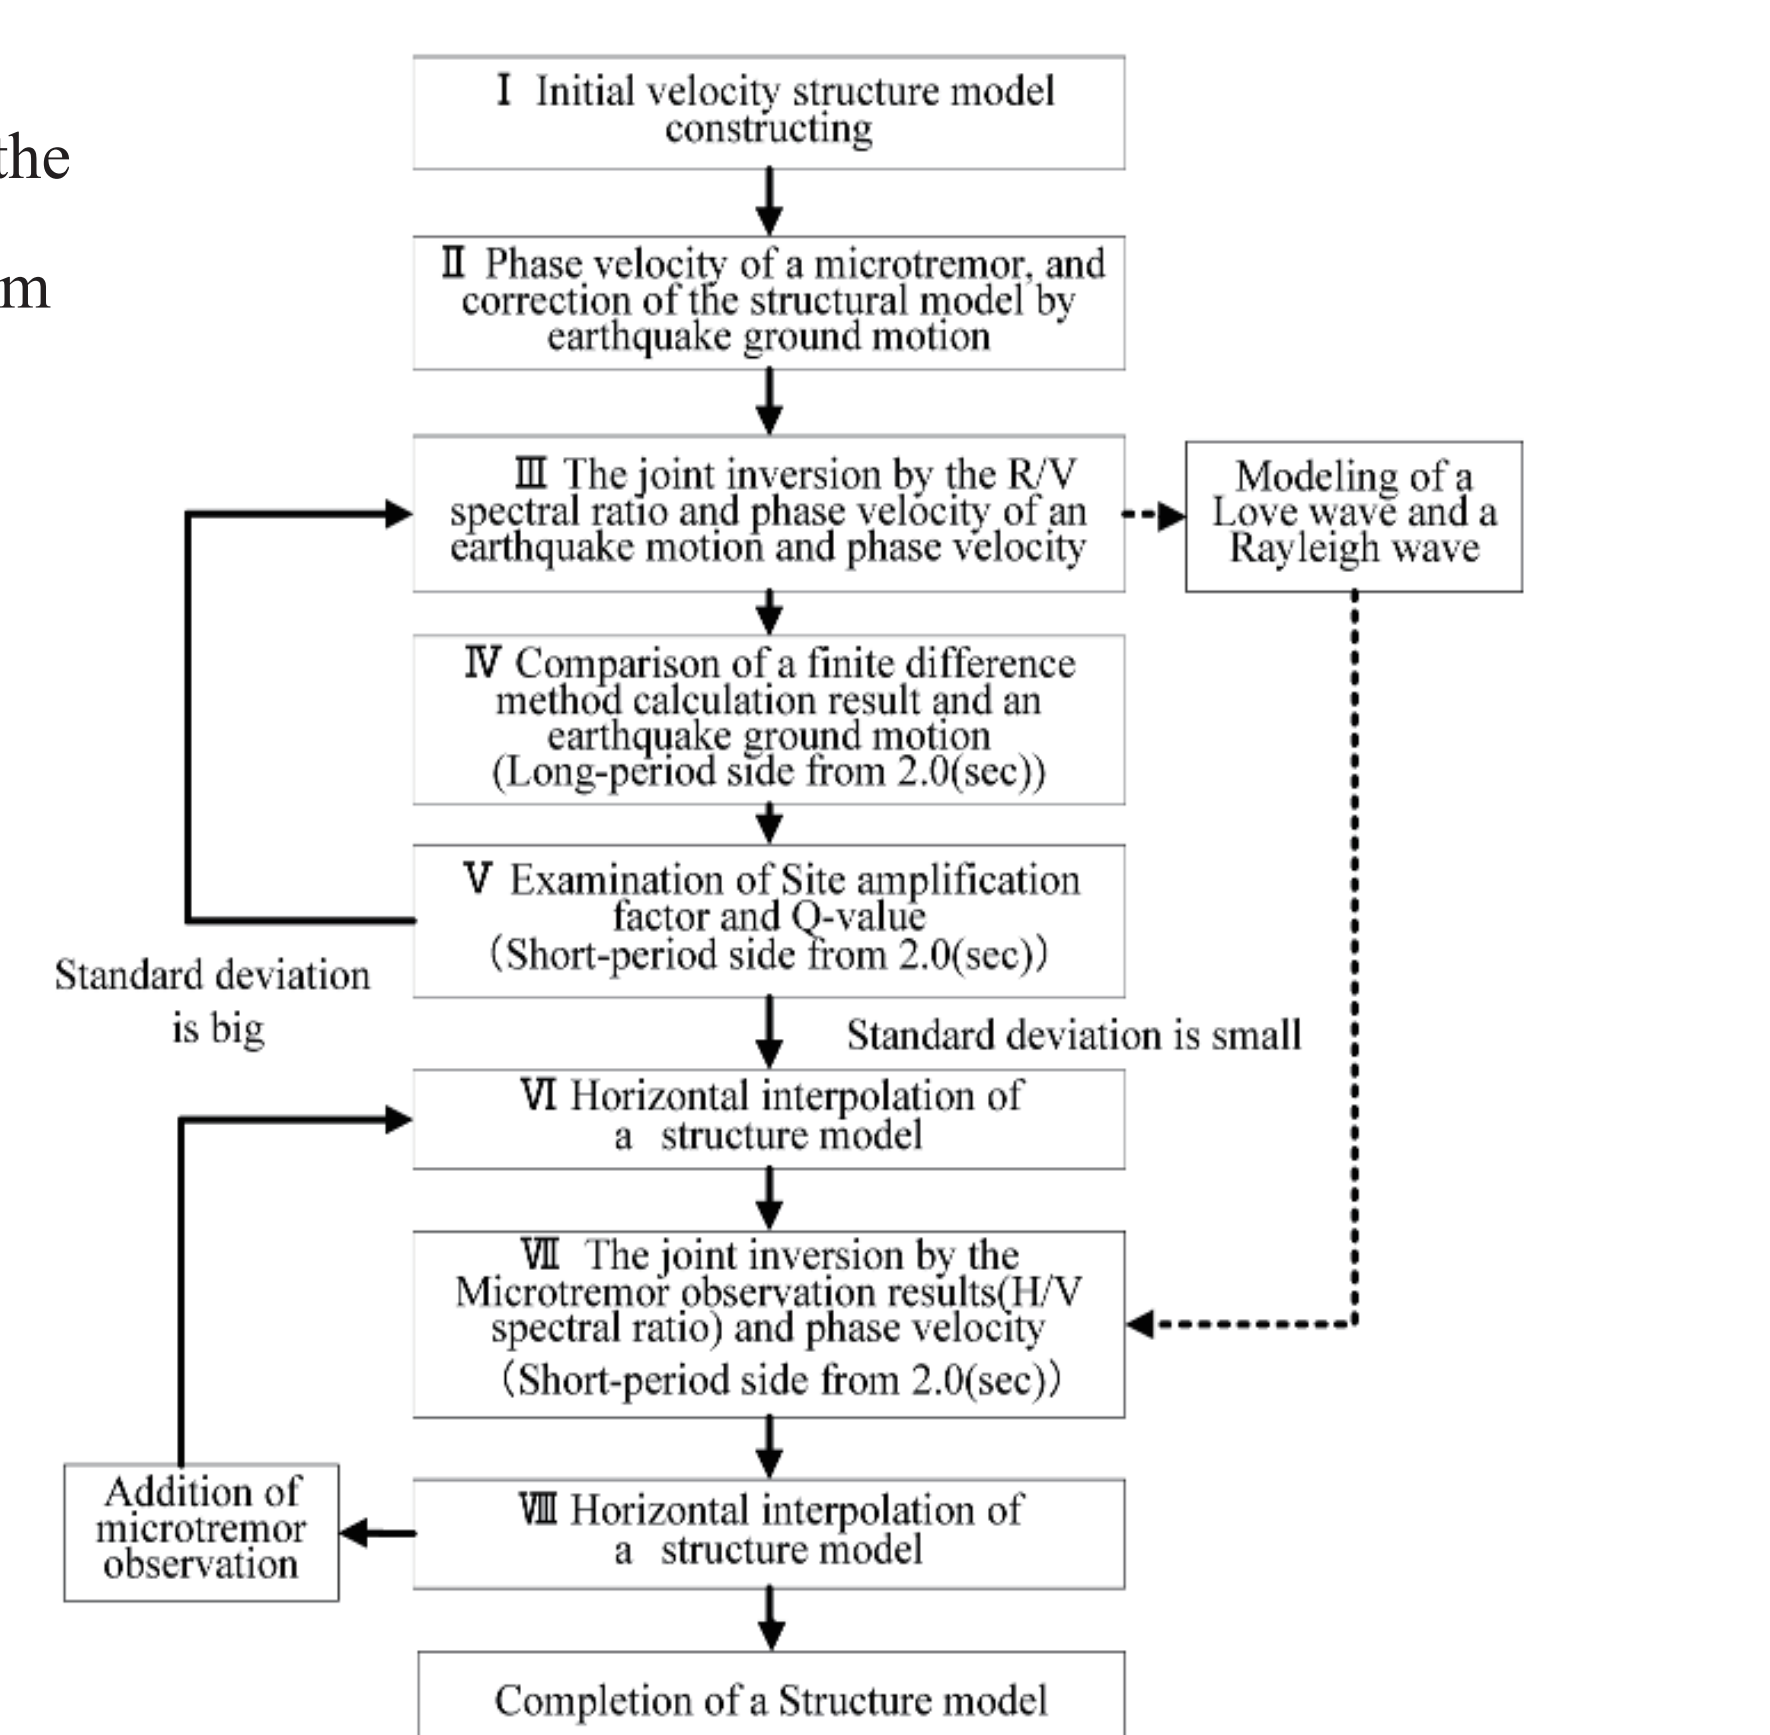 the
m
Ⅰ Initial velocity structure model
constructing
Ⅱ Phase velocity of a microtremor, and
correction of the structural model by
earthquake ground motion
Ⅲ The joint inversion by the R/V
spectral ratio and phase velocity of an
earthquake motion and phase velocity
Modeling of a
Love wave and a
Rayleigh wave
Ⅳ Comparison of a finite difference
method calculation result and an
earthquake ground motion
(Long-period side from 2.0(sec))
Ⅴ Examination of Site amplification
factor and Q-value
(Short-period side from 2.0(sec))
Standard deviation
is big
Standard deviation is small
Ⅵ Horizontal interpolation of
a structure model
Ⅶ The joint inversion by the
Microtremor observation results(H/V
spectral ratio) and phase velocity
(Short-period side from 2.0(sec))
Addition of
microtremor
observation
Ⅷ Horizontal interpolation of
a structure model
Completion of a Structure model